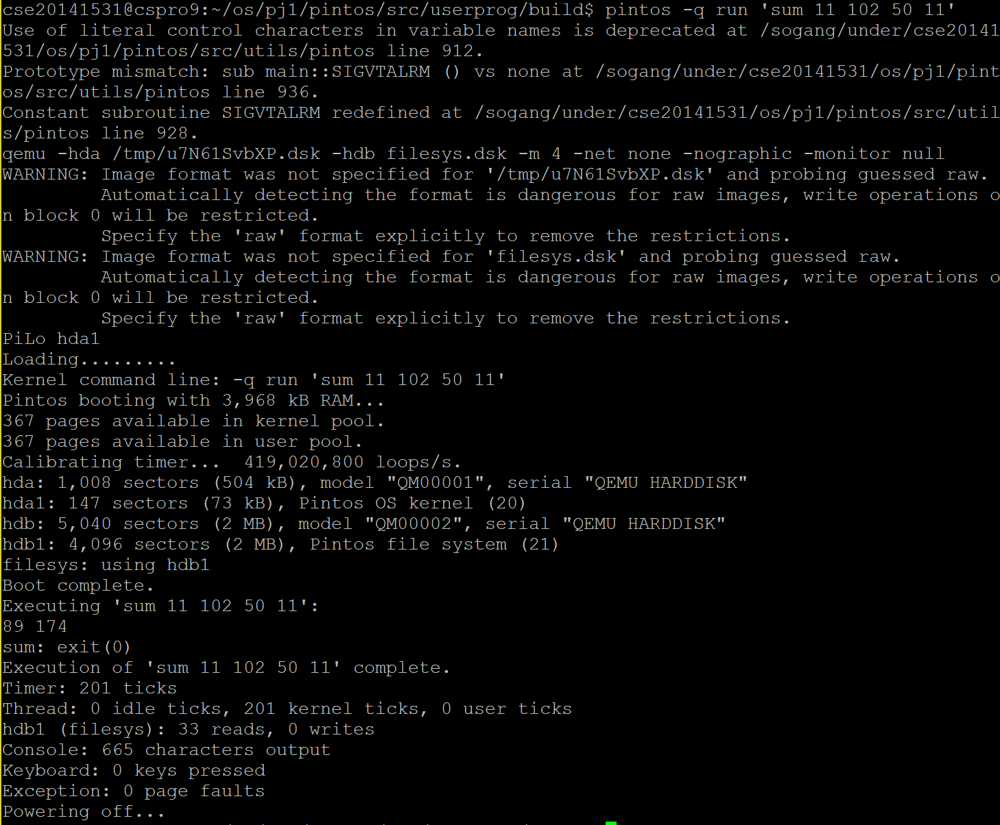 cse20141531@cspro9:~/os/pj1/pintos/src/userprog/build$ pintos -q run 'sum 11 102 50 11'
Use of literal control characters in variable names is deprecated at /sogang/under/cse20141
531/os/pj1/pintos/src/utils/pintos line 912.
Prototype mismatch: sub main::SIGVTALRM () vs none at /sogang/under/cse20141531/os/pj1/pint
os/src/utils/pintos line 936.
Constant subroutine SIGVTALRM redefined at /sogang/under/cse20141531/os/pj1/pintos/src/util
s/pintos line 928.
qemu -hda /tmp/u7N61SvbXP.dsk -hdb filesys.dsk -m 4 -net none -nographic -monitor null
WARNING: Image format was not specified for '/tmp/u7N61SvbXP.dsk' and probing guessed raw.
         Automatically detecting the format is dangerous for raw images, write operations o
n block 0 will be restricted.
         Specify the 'raw' format explicitly to remove the restrictions.
WARNING: Image format was not specified for 'filesys.dsk' and probing guessed raw.
         Automatically detecting the format is dangerous for raw images, write operations o
n block 0 will be restricted.
         Specify the 'raw' format explicitly to remove the restrictions.
PiLo hda1
Loading.........
Kernel command line: -q run 'sum 11 102 50 11'
Pintos booting with 3,968 kB RAM...
367 pages available in kernel pool.
367 pages available in user pool.
Calibrating timer...  419,020,800 loops/s.
hda: 1,008 sectors (504 kB), model "QM00001", serial "QEMU HARDDISK"
hda1: 147 sectors (73 kB), Pintos OS kernel (20)
hdb: 5,040 sectors (2 MB), model "QM00002", serial "QEMU HARDDISK"
hdb1: 4,096 sectors (2 MB), Pintos file system (21)
filesys: using hdb1
Boot complete.
Executing 'sum 11 102 50 11':
89 174
sum: exit(0)
Execution of 'sum 11 102 50 11' complete.
Timer: 201 ticks
Thread: 0 idle ticks, 201 kernel ticks, 0 user ticks
hdb1 (filesys): 33 reads, 0 writes
Console: 665 characters output
Keyboard: 0 keys pressed
Exception: 0 page faults
Powering off...